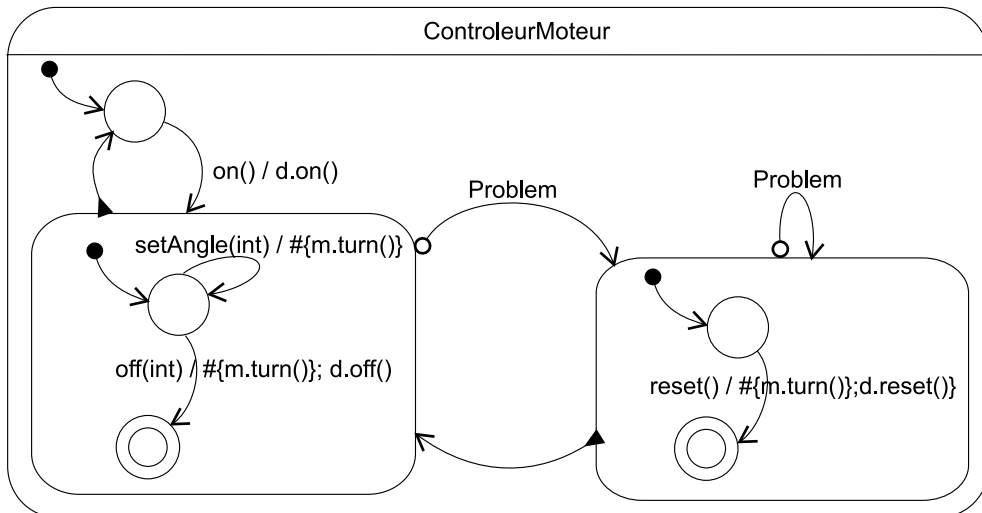 ControleurMoteur
on() / d.on()
Problem
Problem
setAngle(int) / #{m.turn()}
off(int) / #{m.turn()}; d.off()
reset() / #{m.turn()};d.reset()}